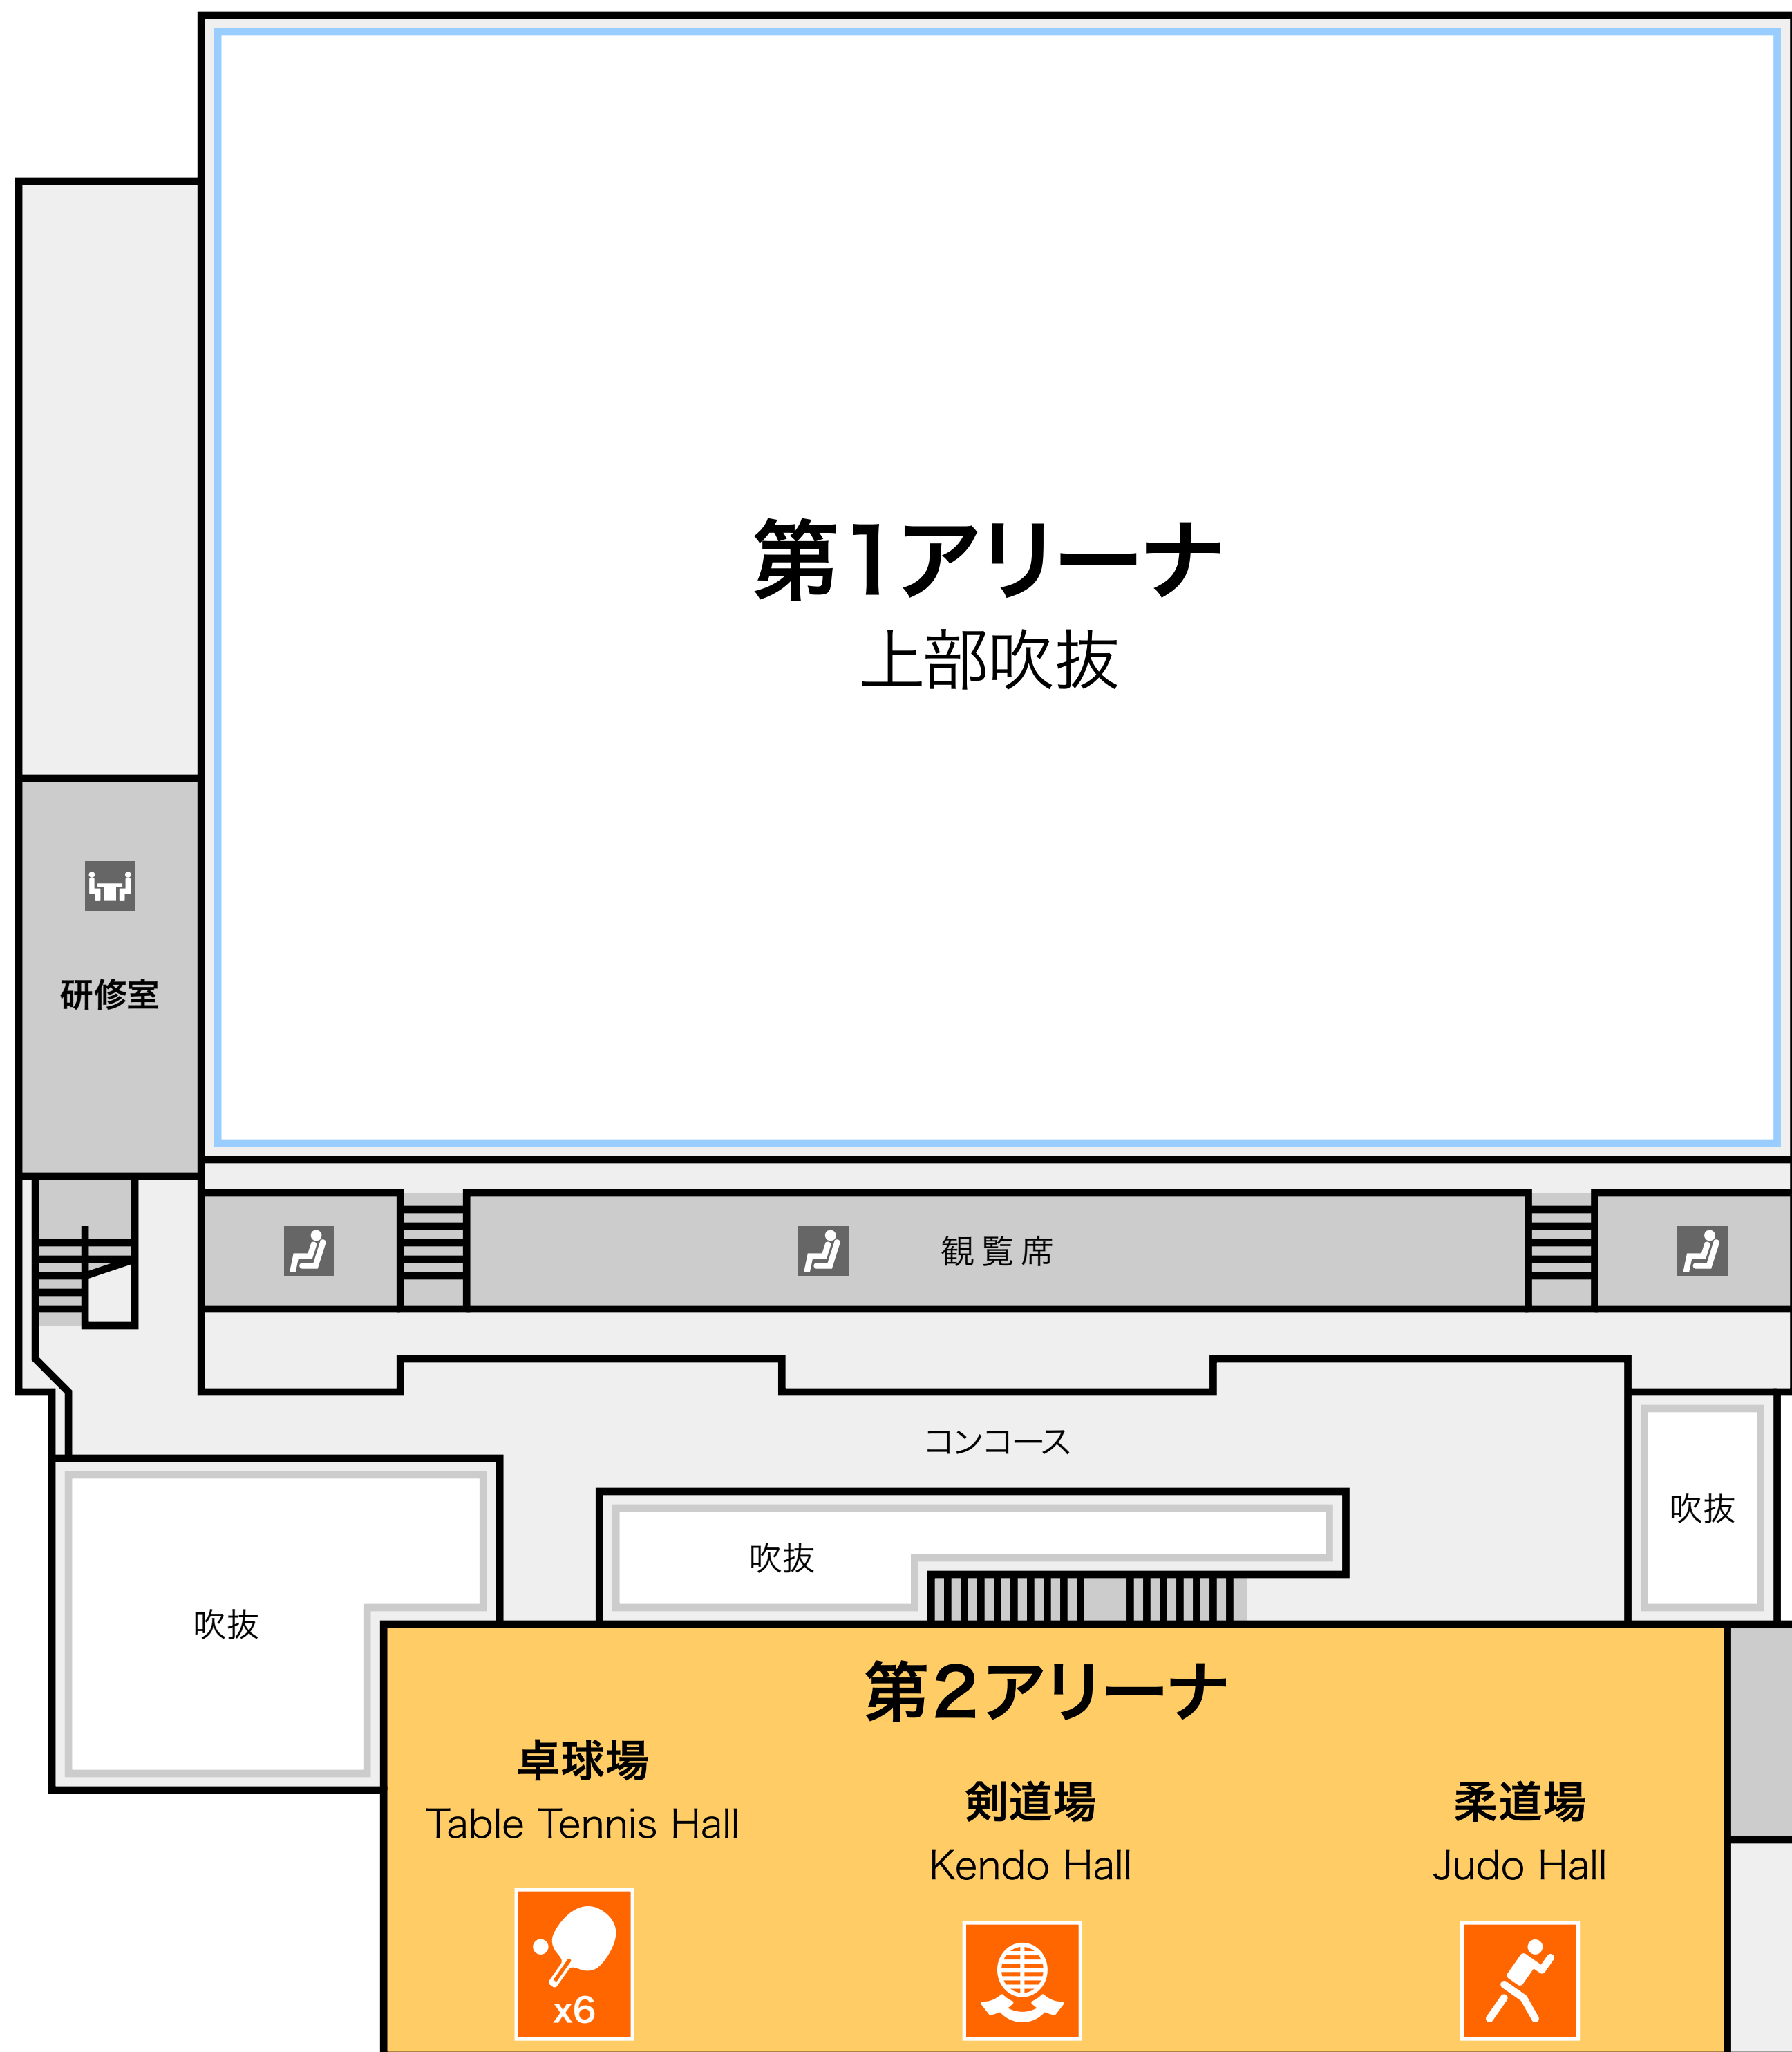 第1アリーナ
上部吹抜
研修室
観覧席
コンコース
吹抜
吹抜
吹抜
第2アリーナ
卓球場
Table Tennis Hall
剣道場
Kendo Hall
柔道場
Judo Hall
x6